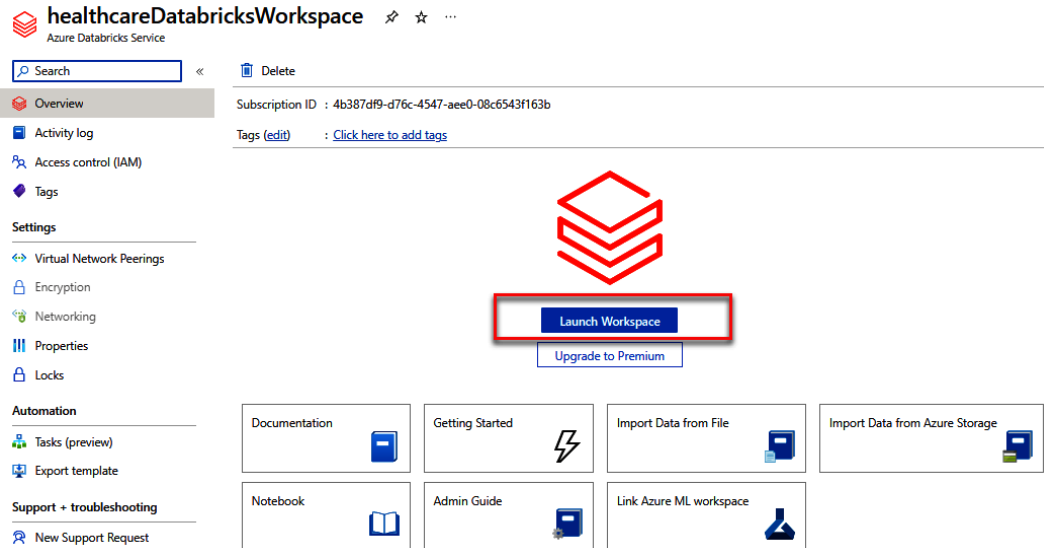 healthcareDatabricksWorkspace
Azure Databricks Service
Search
«
Delete
Overview
Subscription ID : 4b387df9-d76c-4547-aee0-08c6543f163b
Activity log
Tags (edit) : Click here to add tags
Access control (IAM)
Tags
Settings
Virtual Network Peerings
Encryption
Networking
Properties
Locks
Launch Workspace
Upgrade to Premium
Automation
Tasks (preview)
Export template
Support + troubleshooting
New Support Request
Documentation
Getting Started
Import Data from File
Import Data from Azure Storage
Notebook
Admin Guide
Link Azure ML workspace